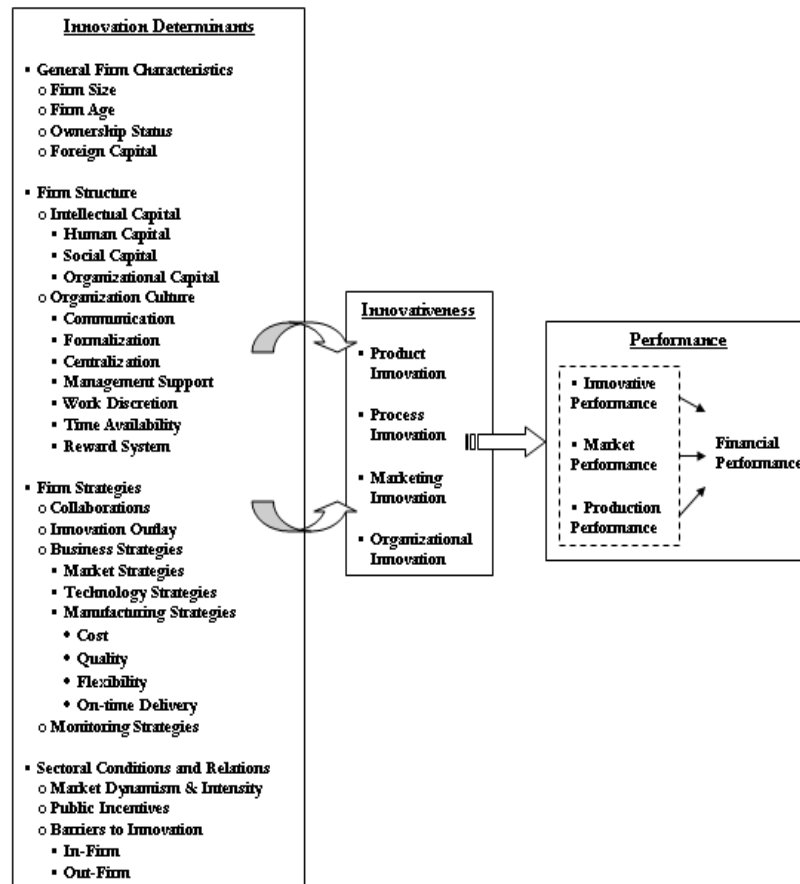 Innovation Determinants
▪ General Firm Characteristics
o Firm Size
o Firm Age
o Ownership Status
o Foreign Capital
▪ Firm Structure
o Intellectual Capital
▪ Human Capital
▪ Social Capital
▪ Organizational Capital
o Organization Culture
▪ Communication
▪ Formalization
▪ Centralization
▪ Management Support
▪ Work Discretion
▪ Time Availability
▪ Reward System
▪ Firm Strategies
o Collaborations
o Innovation Outlay
o Business Strategies
▪ Market Strategies
▪ Technology Strategies
▪ Manufacturing Strategies
• Cost
• Quality
• Flexibility
• On-time Delivery
o Monitoring Strategies
▪ Sectoral Conditions and Relations
o Market Dynamism & Intensity
o Public Incentives
o Barriers to Innovation
▪ In-Firm
▪ Out-Firm
Innovativeness
▪ Product
Innovation
▪ Process
Innovation
▪ Marketing
Innovation
▪ Organizational
Innovation
Performance
▪ Innovative
Performance
▪ Market
Performance
▪ Production
Performance
Financial
Performance